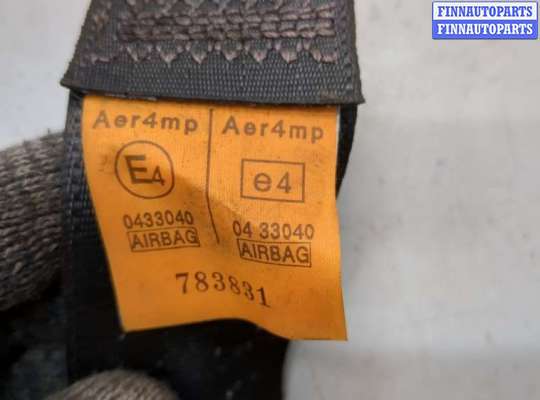 FINNAUTOPARTS
FINNAUTOPARTS
Aer4mp Aer4mp
E4 e4
0433040 04 33040
AIRBAG AIRBAG
783831